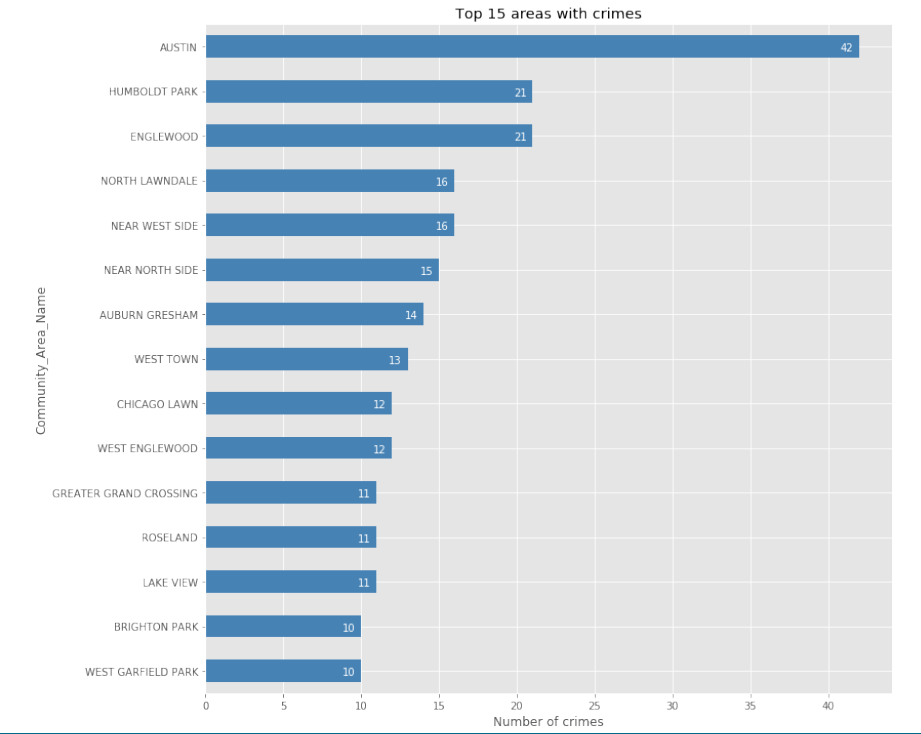 Top 15 areas with crimes
AUSTIN 42
HUMBOLDT PARK 21
ENGLEWOOD 21
NORTH LAWNDALE 16
NEAR WEST SIDE 16
NEAR NORTH SIDE 15
AUBURN GRESHAM 14
WEST TOWN 13
CHICAGO LAWN 12
WEST ENGLEWOOD 12
GREATER GRAND CROSSING 11
ROSELAND 11
LAKE VIEW 11
BRIGHTON PARK 10
WEST GARFIELD PARK 10
Community_Area_Name
0 5 10 15 20 25 30 35 40
Number of crimes